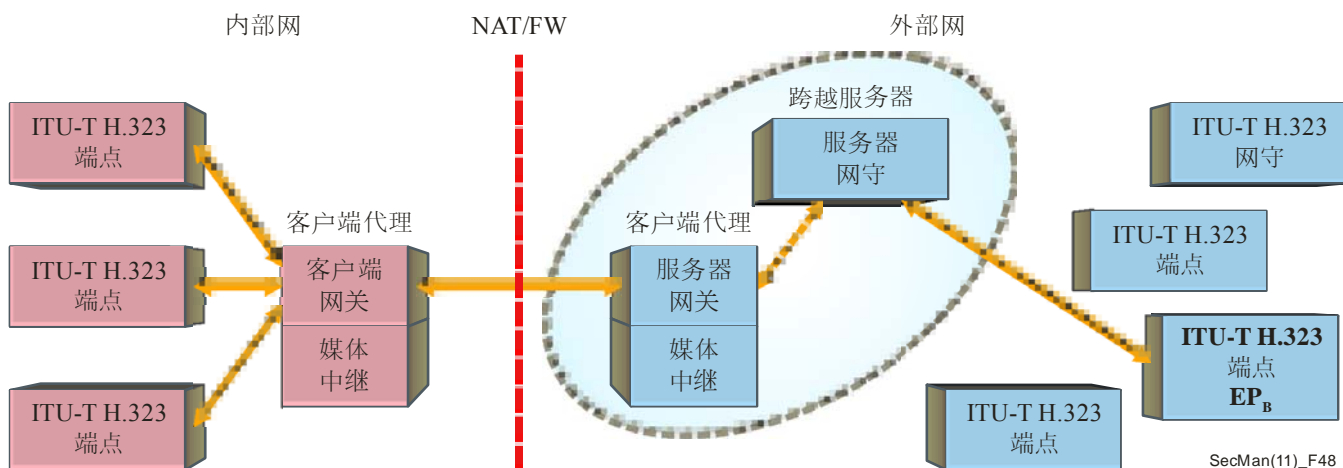 内部网
NAT/FW
外部网
ITU-T H.323
端点
ITU-T H.323
端点
ITU-T H.323
端点
客户端代理
客户端
网关
媒体
中继
跨越服务器
服务器
网守
客户端代理
服务器
网关
媒体
中继
ITU-T H.323
网守
ITU-T H.323
端点
ITU-T H.323
端点
EPB
ITU-T H.323
端点
SecMan(11)_F48